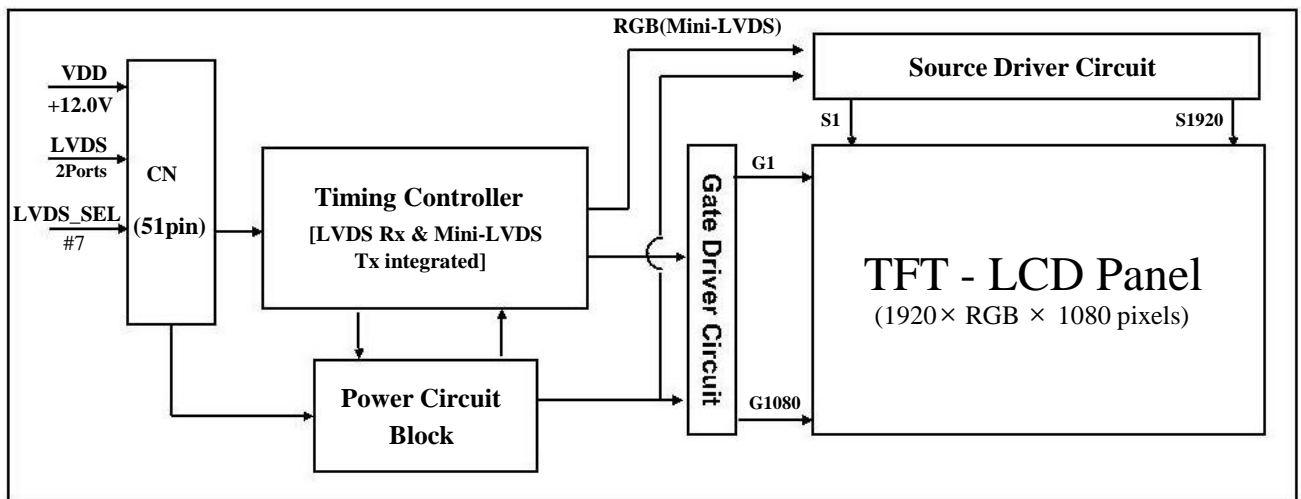 RGB(Mini-LVDS)
Source Driver Circuit
VDD
+12.0V
S1
S1920
LVDS
2Ports
CN
(51pin)
LVDS_SEL
#7
Timing Controller
[LVDS Rx & Mini-LVDS
Tx integrated]
G1
Gate Driver Circuit
TFT - LCD Panel
(1920× RGB × 1080 pixels)
Power Circuit
Block
G1080